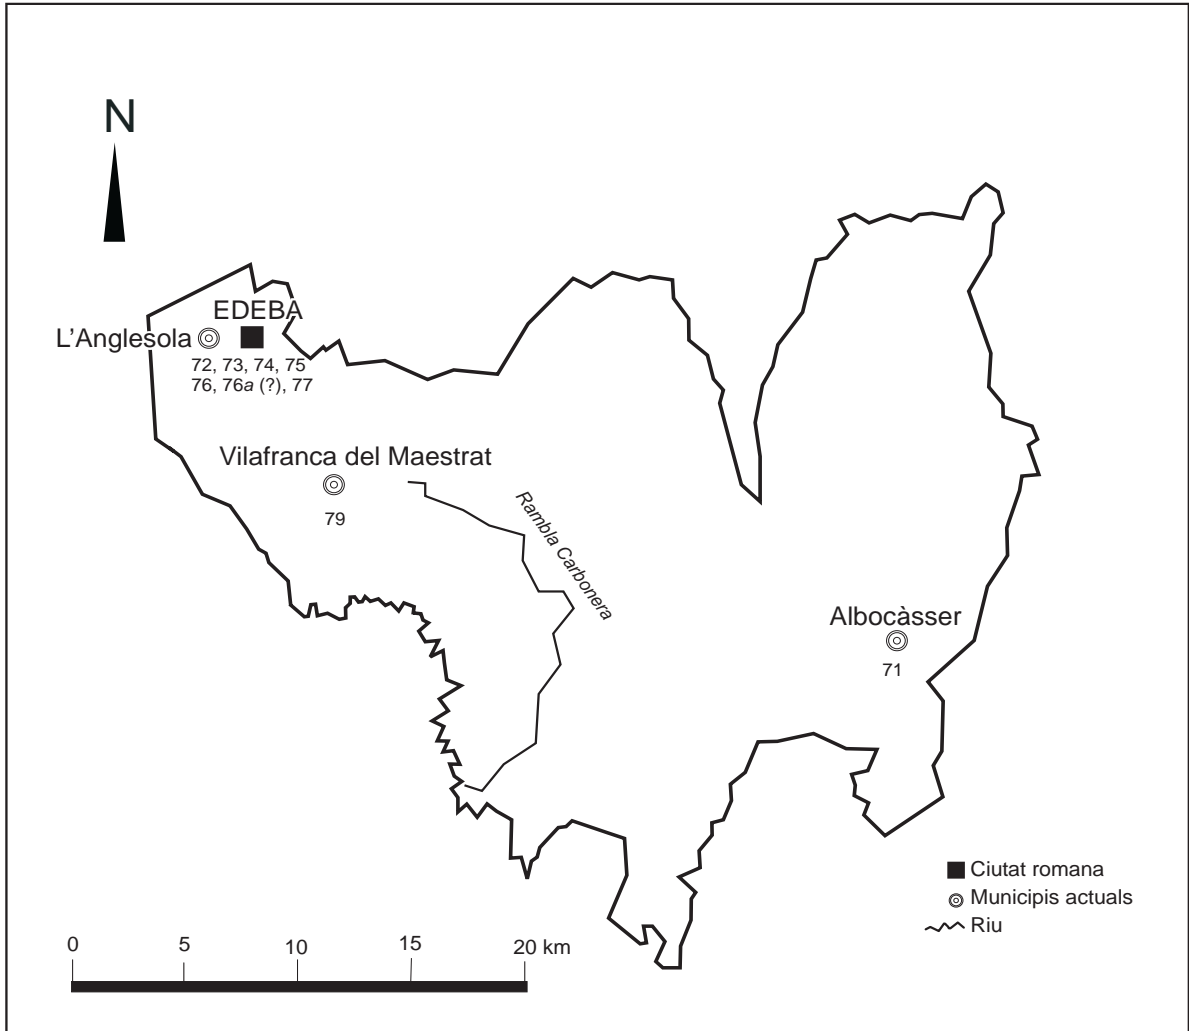 N
EDEBA
L'Anglesola
72, 73, 74, 75
76, 76a (?), 77
Vilafranca del Maestrat
79
Rambla Carbonera
Albocàsser
71
Ciutat romana
Municipis actuals
Riu
0 5 10 15 20 km